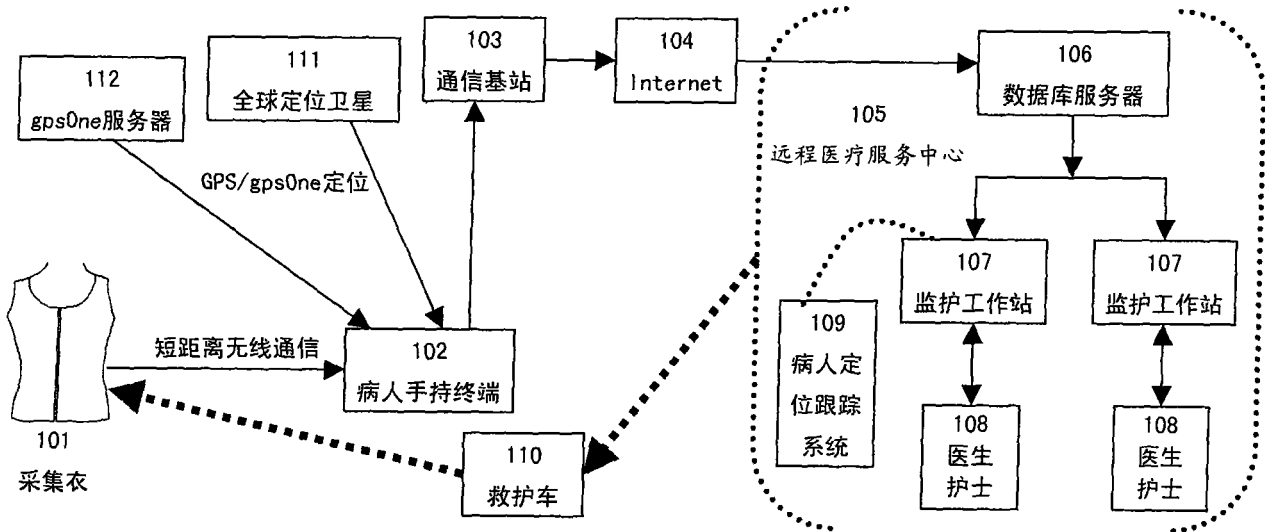 112
gpsOne服务器
111
全球定位卫星
103
通信基站
104
Internet
106
数据库服务器
105
远程医疗服务中心
GPS/gpsOne定位
107
监护工作站
107
监护工作站
109
病人定
位跟踪
系统
短距离无线通信
102
病人手持终端
101
采集衣
110
救护车
108
医生
护士
108
医生
护士